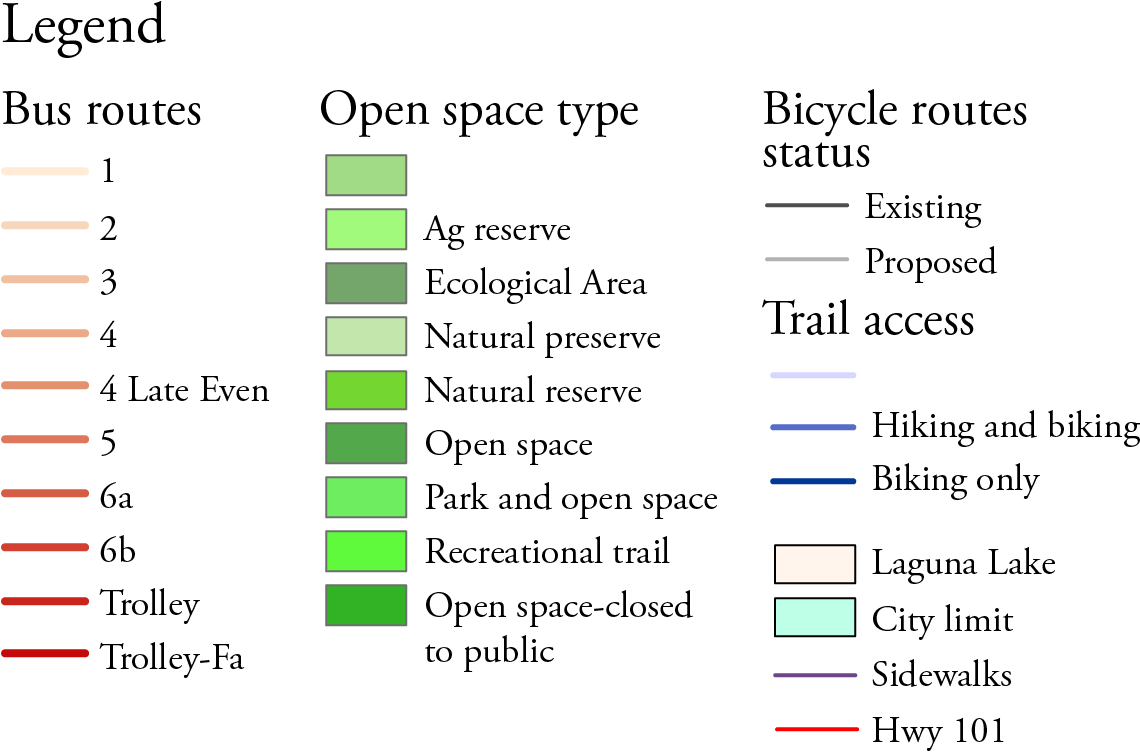 Legend
Bus routes
1
2
3
4
4 Late Even
5
6a
6b
Trolley
Trolley-Fa
Open space type
Ag reserve
Ecological Area
Natural preserve
Natural reserve
Open space
Park and open space
Recreational trail
Open space-closed
to public
Bicycle routes
status
Existing
Proposed
Trail access
Hiking and biking
Biking only
Laguna Lake
City limit
Sidewalks
Hwy 101